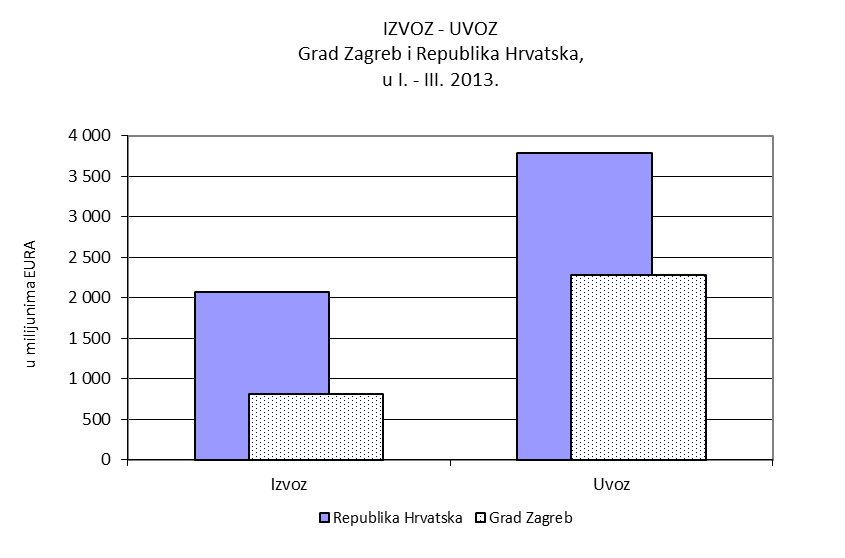 IZVOZ - UVOZ
Grad Zagreb i Republika Hrvatska,
u I. - III. 2013.
u milijunima EURA
4 000
3 500
3 000
2 500
2 000
1 500
1 000
500
0
Izvoz Uvoz
Republika Hrvatska Grad Zagreb